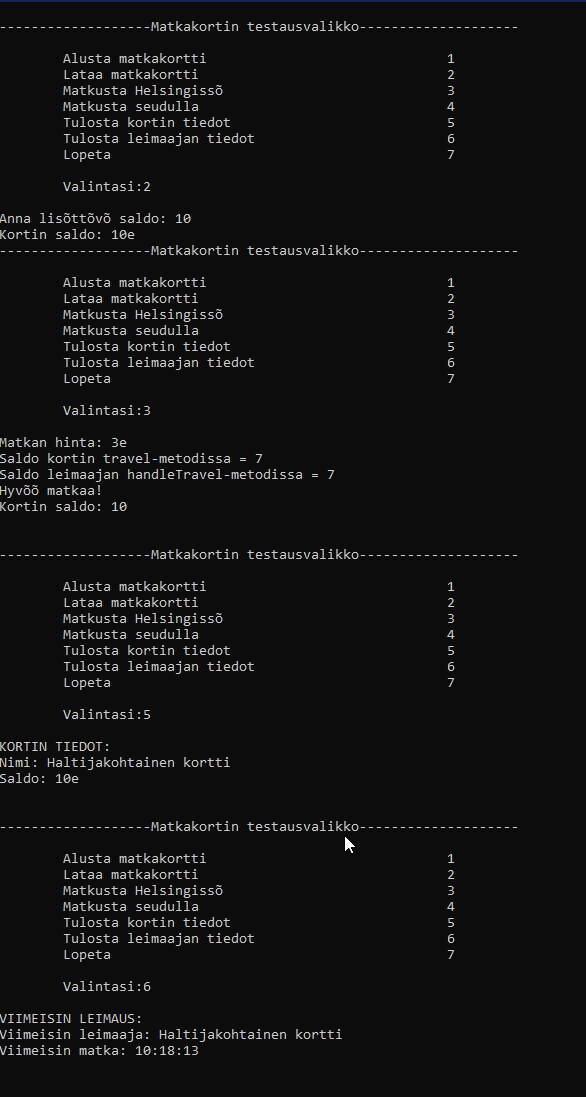 -------------------Matkakortin testausvalikko--------------------
Alusta matkakortti 1
Lataa matkakortti 2
Matkusta Helsingissõ 3
Matkusta seudulla 4
Tulosta kortin tiedot 5
Tulosta leimaajan tiedot 6
Lopeta 7
Valintasi:2
Anna lisõttõvõ saldo: 10
Kortin saldo: 10e
-------------------Matkakortin testausvalikko--------------------
Alusta matkakortti 1
Lataa matkakortti 2
Matkusta Helsingissõ 3
Matkusta seudulla 4
Tulosta kortin tiedot 5
Tulosta leimaajan tiedot 6
Lopeta 7
Valintasi:3
Matkan hinta: 3e
Saldo kortin travel-metodissa = 7
Saldo leimaajan handleTravel-metodissa = 7
Hyvõõ matkaa!
Kortin saldo: 10
-------------------Matkakortin testausvalikko--------------------
Alusta matkakortti 1
Lataa matkakortti 2
Matkusta Helsingissõ 3
Matkusta seudulla 4
Tulosta kortin tiedot 5
Tulosta leimaajan tiedot 6
Lopeta 7
Valintasi:5
KORTIN TIEDOT:
Nimi: Haltijakohtainen kortti
Saldo: 10e
-------------------Matkakortin testausvalikko--------------------
Alusta matkakortti 1
Lataa matkakortti 2
Matkusta Helsingissõ 3
Matkusta seudulla 4
Tulosta kortin tiedot 5
Tulosta leimaajan tiedot 6
Lopeta 7
Valintasi:6
VIIMEISIN LEIMAUS:
Viimeisin leimaaja: Haltijakohtainen kortti
Viimeisin matka: 10:18:13